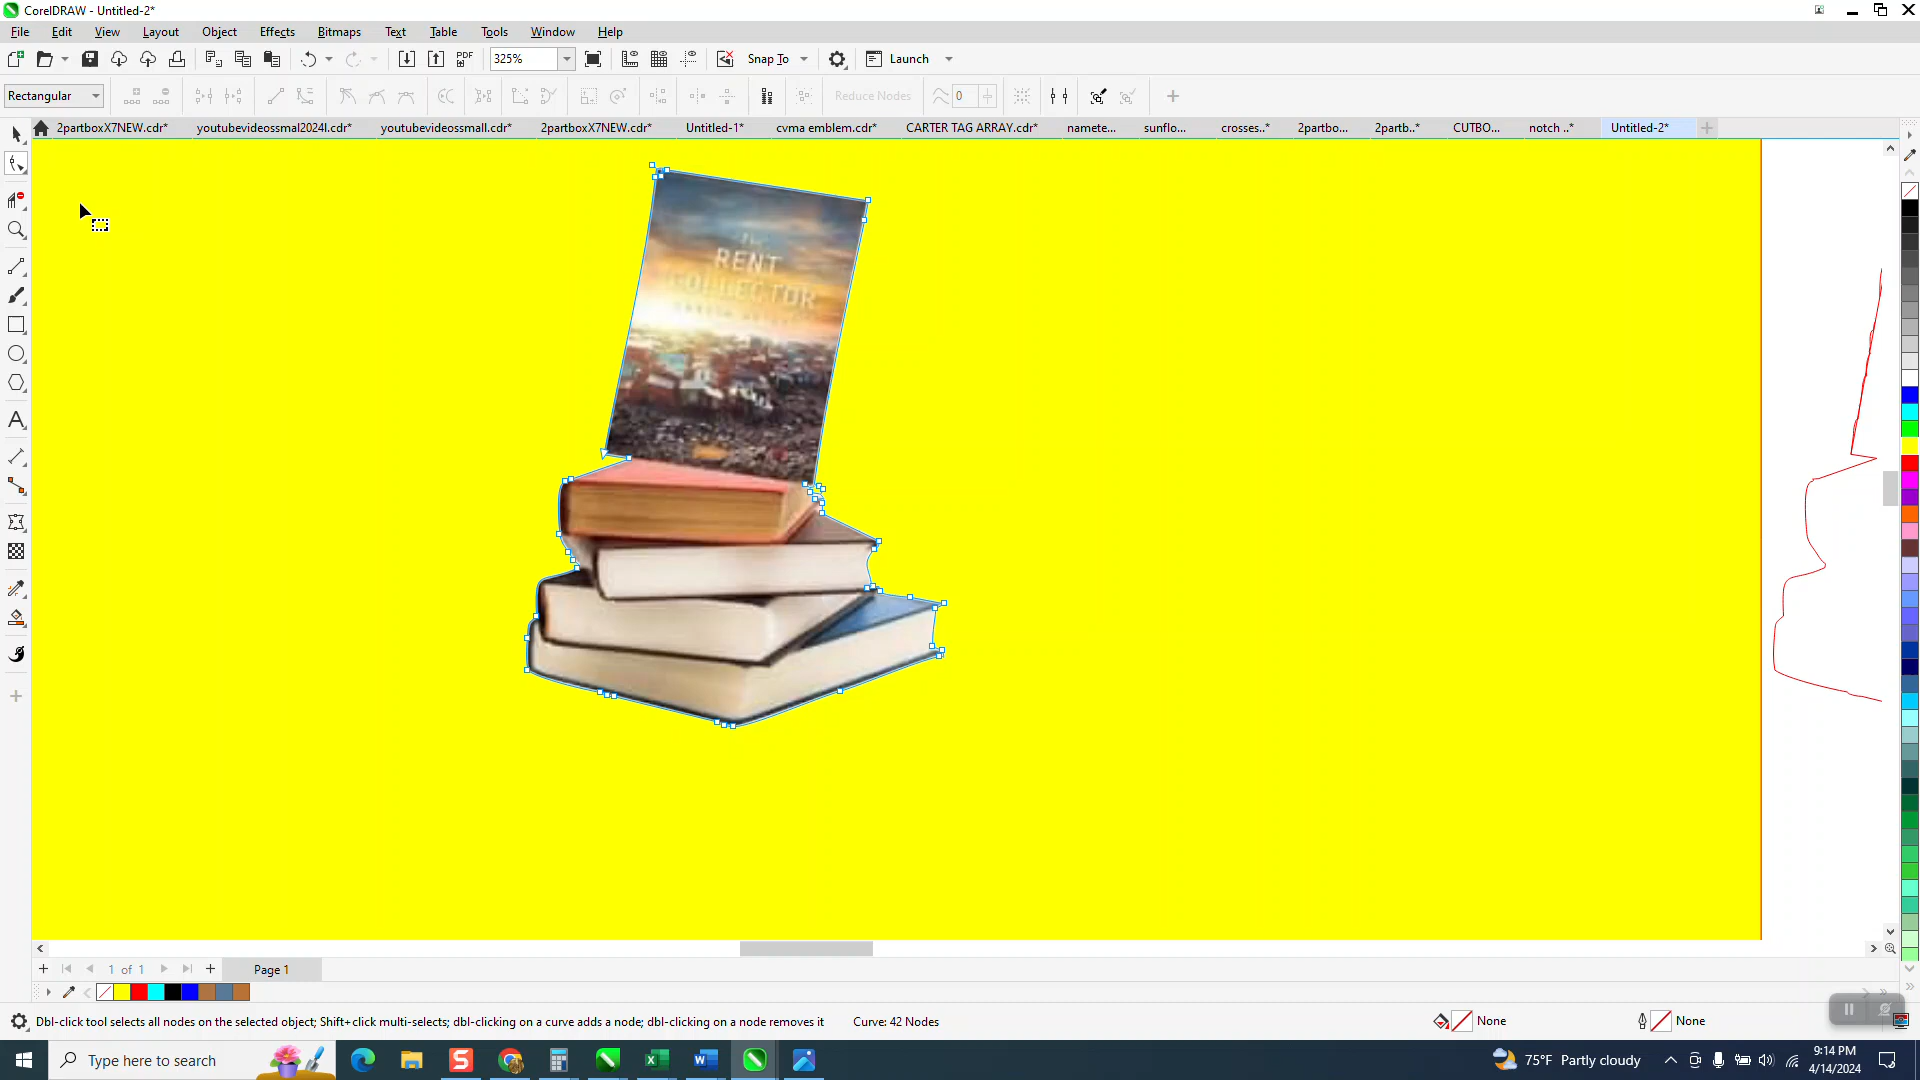 CorelDRAW - Untitled-2*
File Edit View Layout Object Effects Bitmaps Text Table Tools Window Help
PDF 325% Snap To Launch
Rectangular Reduce Nodes 0
2partboxX7NEW.cdr* youtubevideossmal2024l.cdr* youtubevideossmall.cdr* 2partboxX7NEW.cdr* Untitled-1* cvma emblem.cdr* CARTER TAG ARRAY.cdr* namete... sunflo... crosses..* 2partbo... 2partb..* CUTBO... notch ..* Untitled-2*
The
RENT
COLLECTOR
1 of 1 Page 1
Dbl-click tool selects all nodes on the selected object; Shift+click multi-selects; dbl-clicking on a curve adds a node; dbl-clicking on a node removes it Curve: 42 Nodes None None
Type here to search 75°F Partly cloudy 9:14 PM
4/14/2024